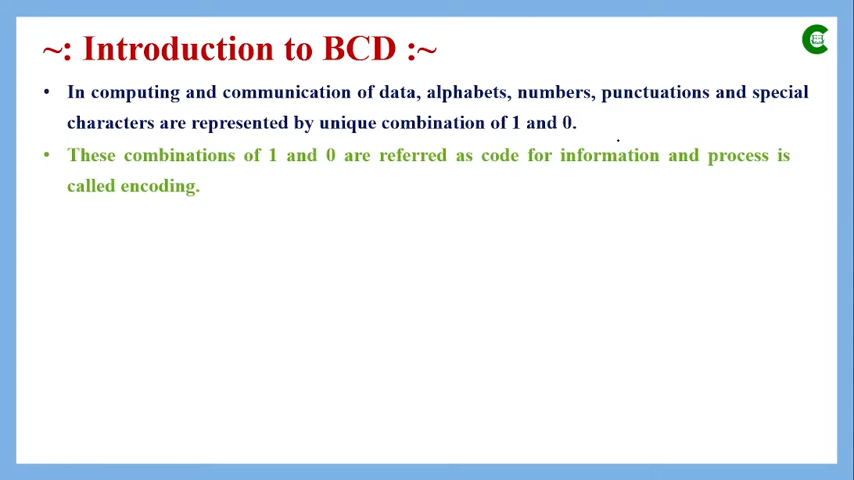 ~: Introduction to BCD :~
• In computing and communication of data, alphabets, numbers, punctuations and special
characters are represented by unique combination of 1 and 0.
• These combinations of 1 and 0 are referred as code for information and process is
called encoding.